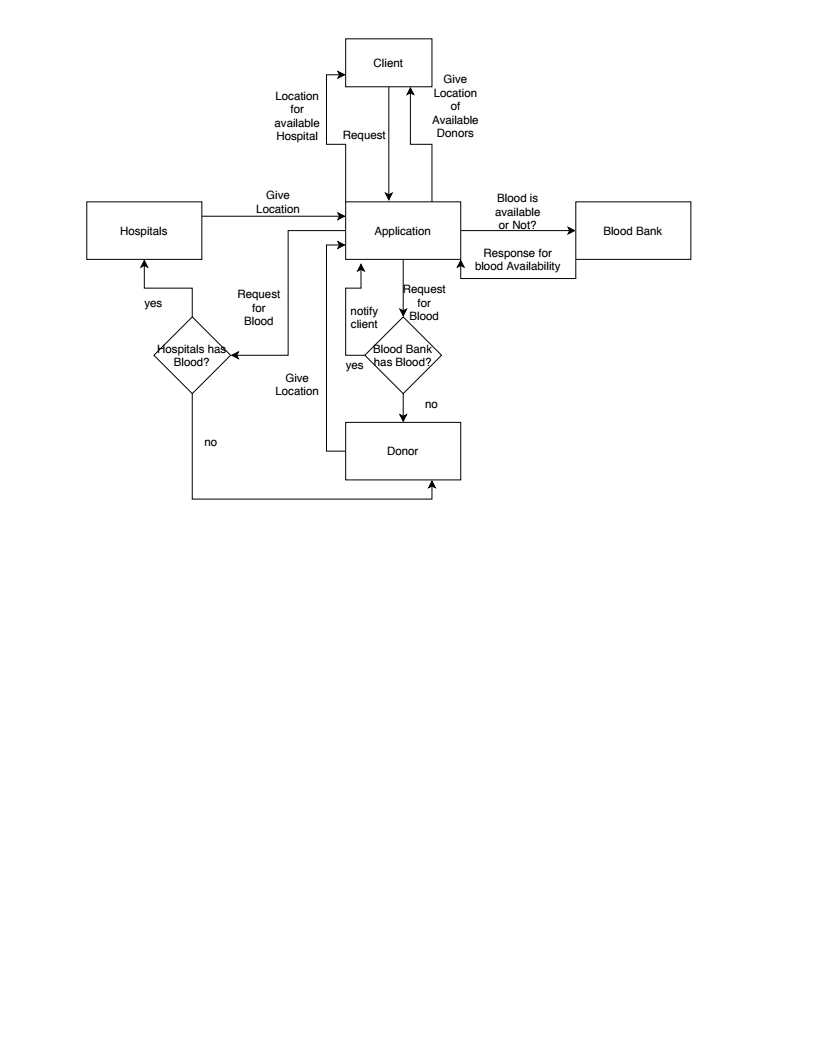 Client
Give
Location
of
Available
Donors
Location
for
available
Hospital
Request
Give
Location
Blood is
available
or Not?
Hospitals
Application
Blood Bank
Response for
blood Availability
yes
Request
for
Blood
notify
client
Request
for
Blood
Hospitals has
Blood?
Blood Bank
has Blood?
yes
Give
Location
no
no
Donor